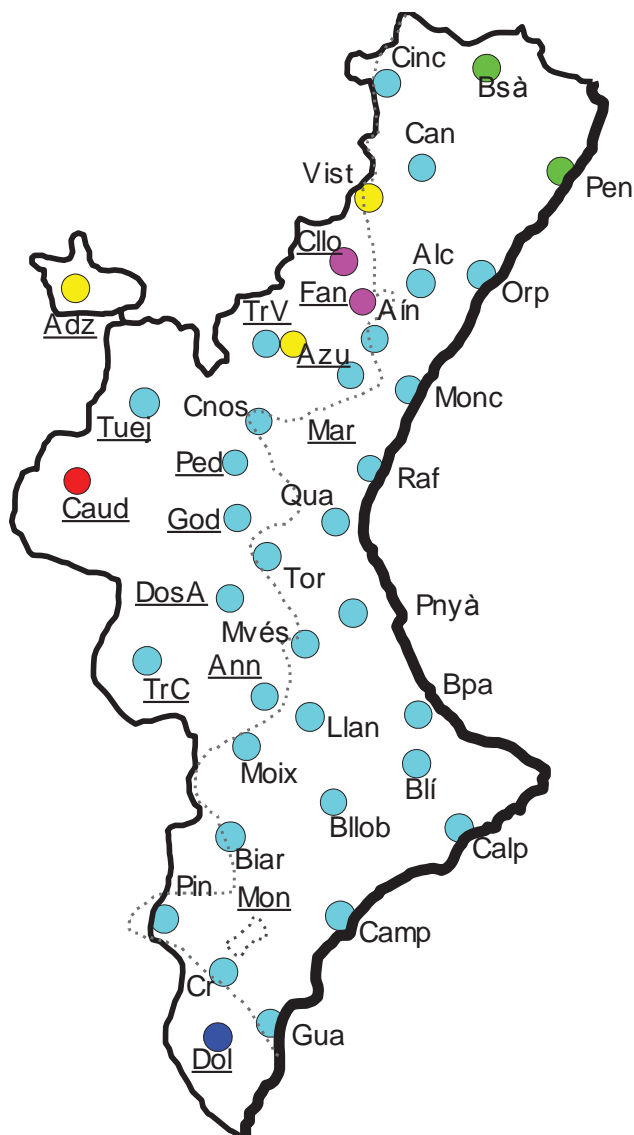 Cinc
Bsà
Can
Vist
Pen
Cllo
Alc
Orp
Fan
Adz
TrV
Aín
Azu
Monc
Cnos
Tuej
Mar
Ped
Raf
Caud
Qua
God
Tor
DosA
Pnyà
Mvés
Ann
TrC
Bpa
Llan
Moix
Blí
Bllob
Calp
Biar
Pin
Mon
Camp
Cr
Gua
Dol